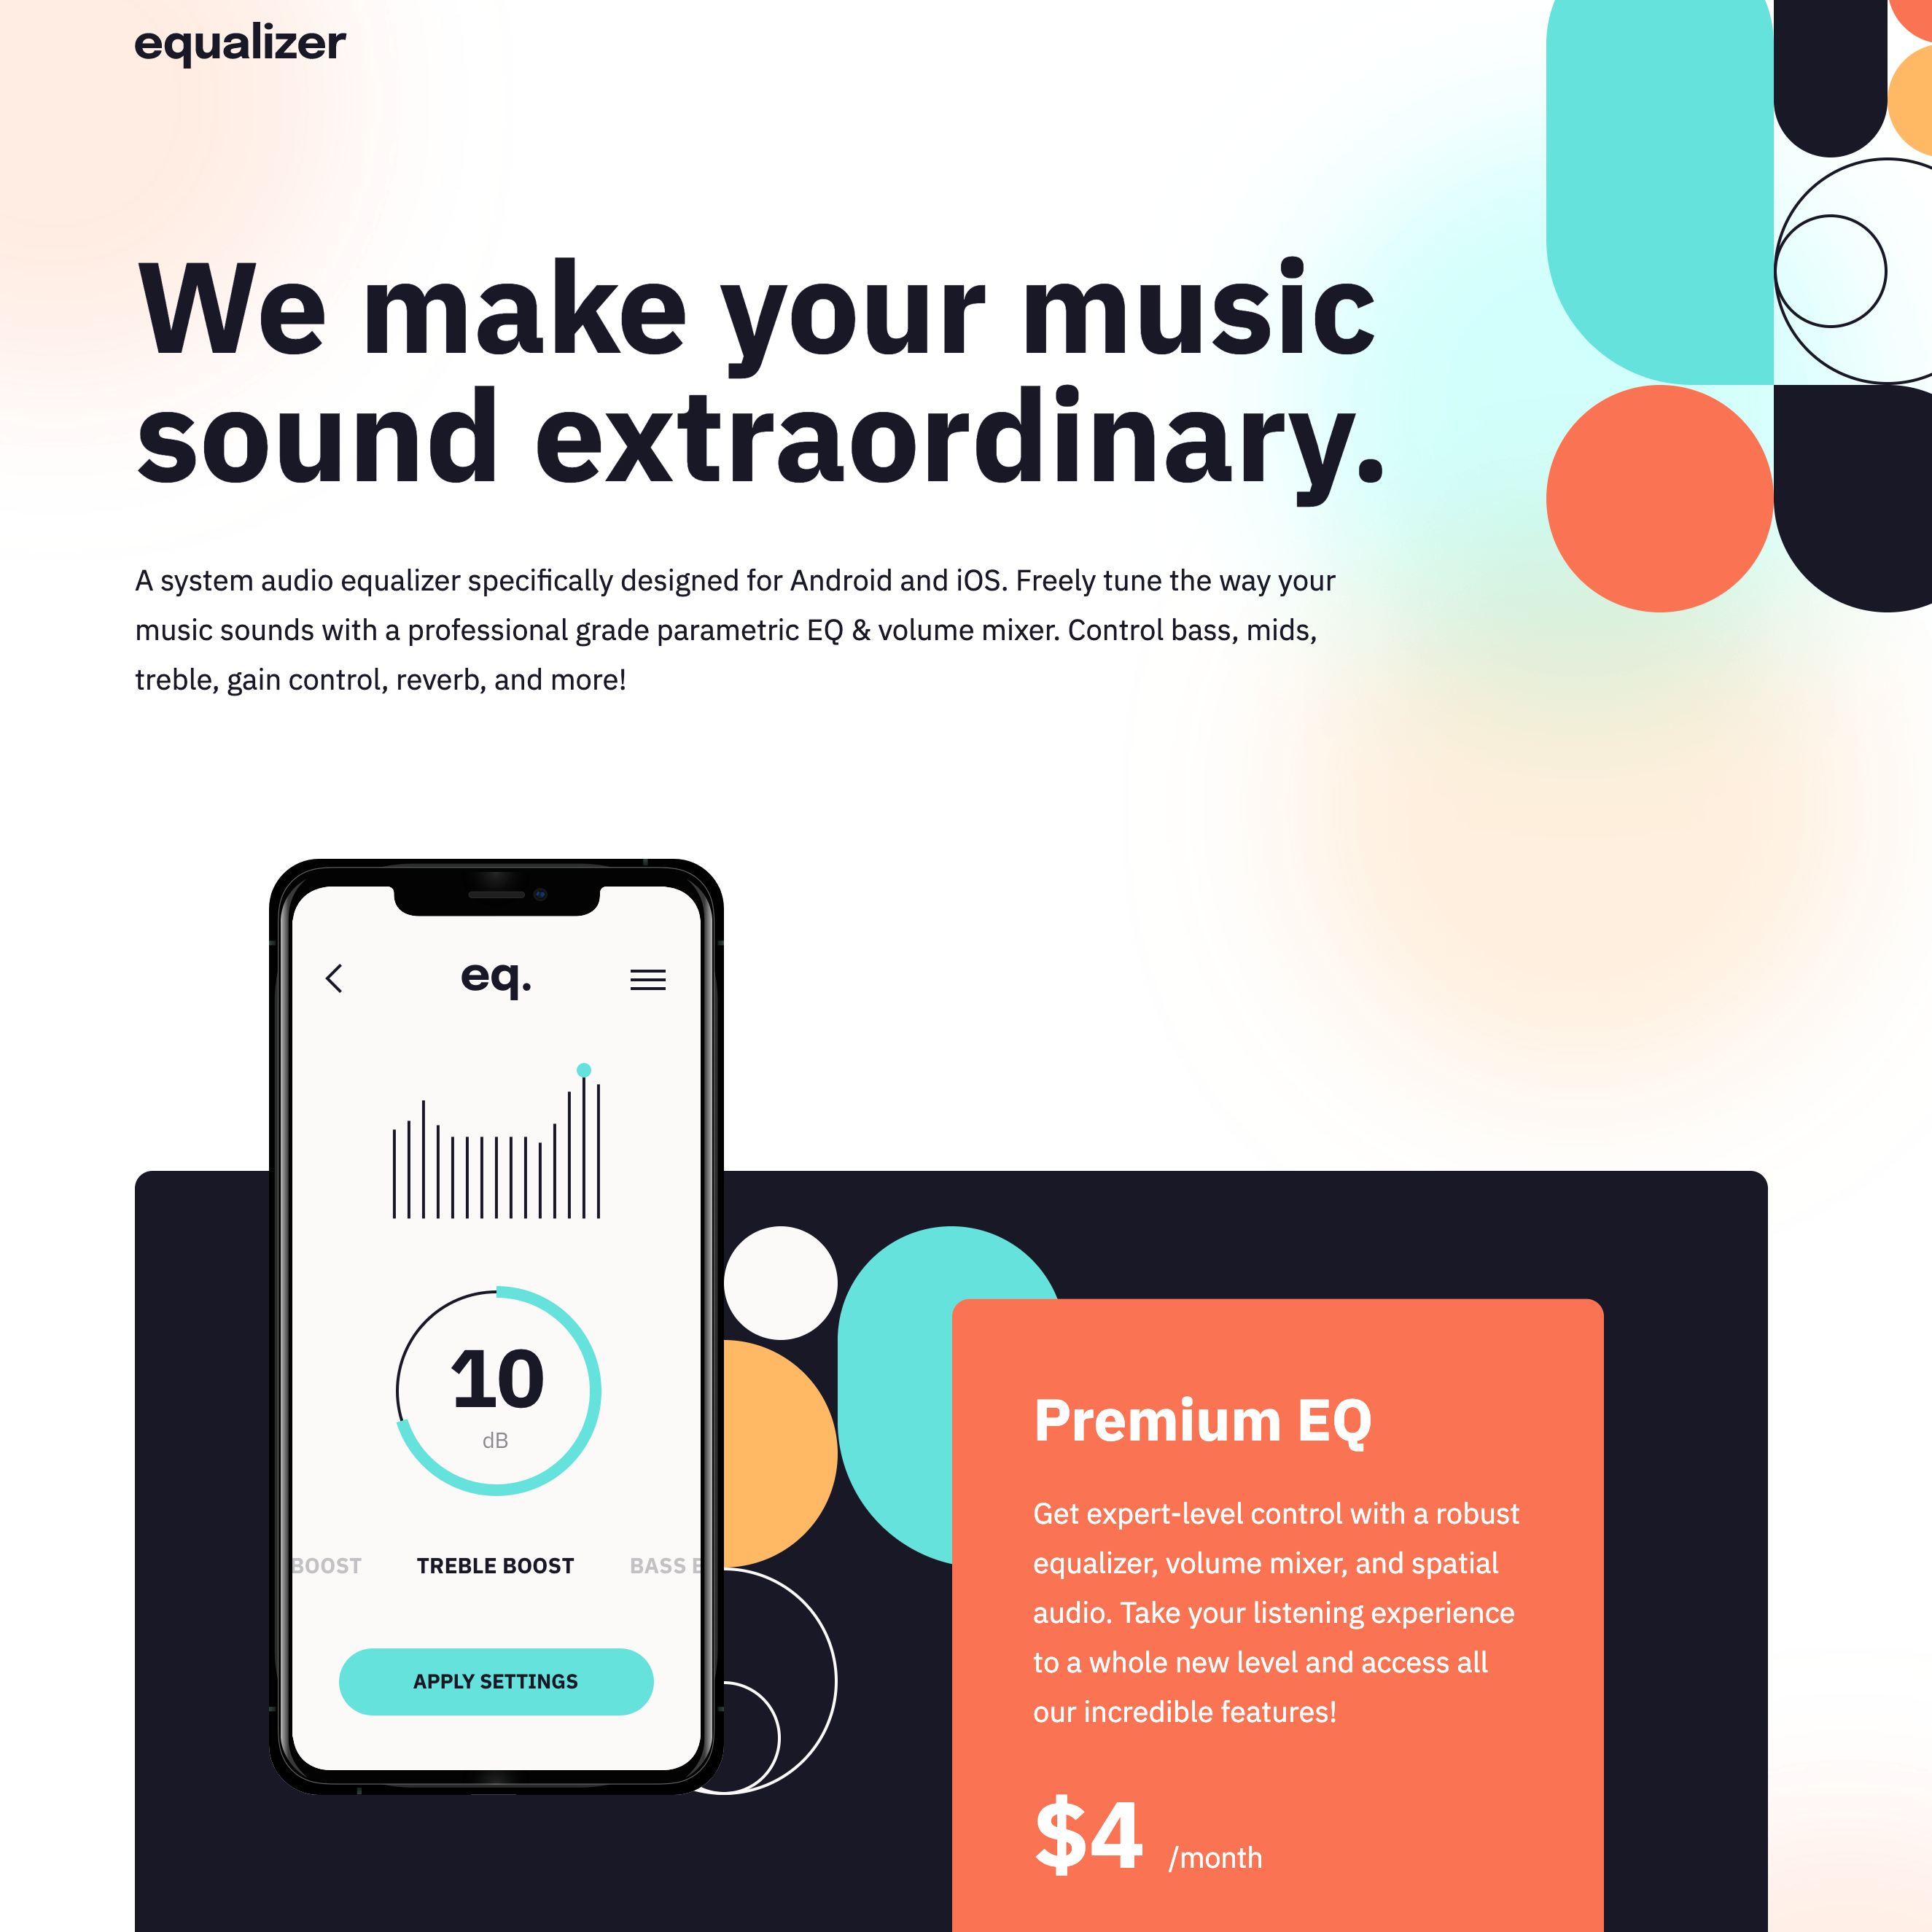 equalizer
We make your music
sound extraordinary.
A system audio equalizer specifically designed for Android and iOS. Freely tune the way your
music sounds with a professional grade parametric EQ & volume mixer. Control bass, mids,
treble, gain control, reverb, and more!
eq.
10
dB
BOOST TREBLE BOOST BASS
APPLY SETTINGS
Premium EQ
Get expert-level control with a robust
equalizer, volume mixer, and spatial
audio. Take your listening experience
to a whole new level and access all
our incredible features!
$4 /month